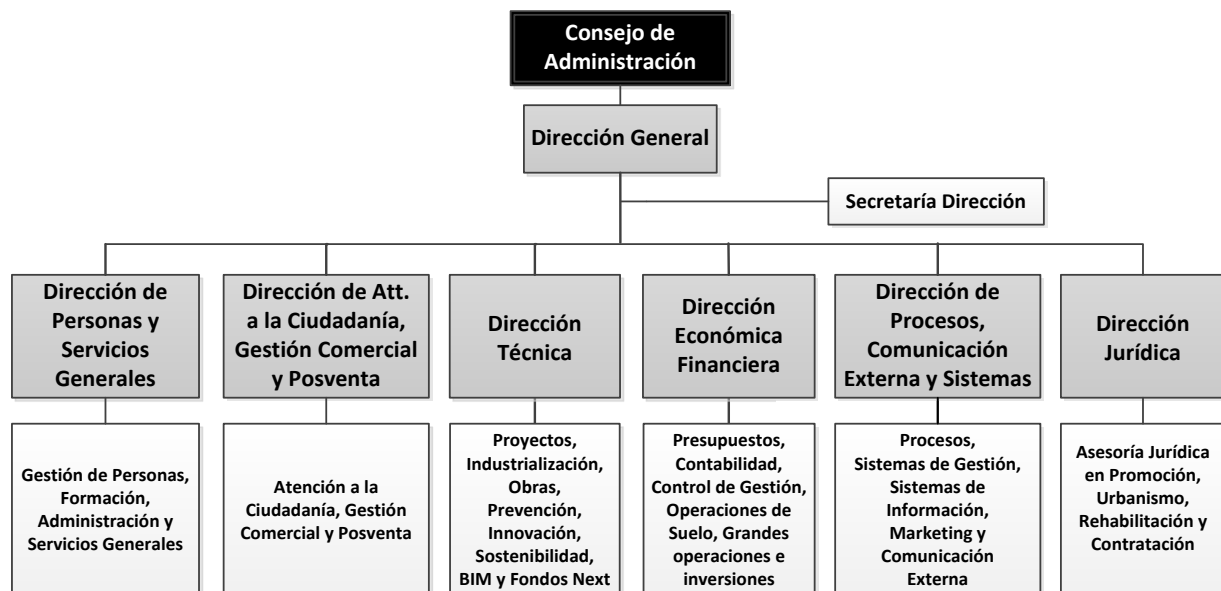 Consejo de
Administración
Dirección General
Secretaría Dirección
Dirección de
Personas y
Servicios
Generales
Dirección de Att.
a la Ciudadanía,
Gestión Comercial
y Posventa
Dirección
Técnica
Dirección
Económica
Financiera
Dirección de
Procesos,
Comunicación
Externa y Sistemas
Dirección
Jurídica
Gestión de Personas,
Formación,
Administración y
Servicios Generales
Atención a la
Ciudadanía, Gestión
Comercial y Posventa
Proyectos,
Industrialización,
Obras,
Prevención,
Innovación,
Sostenibilidad,
BIM y Fondos Next
Presupuestos,
Contabilidad,
Control de Gestión,
Operaciones de
Suelo, Grandes
operaciones e
inversiones
Procesos,
Sistemas de Gestión,
Sistemas de
Información,
Marketing y
Comunicación
Externa
Asesoría Jurídica
en Promoción,
Urbanismo,
Rehabilitación y
Contratación